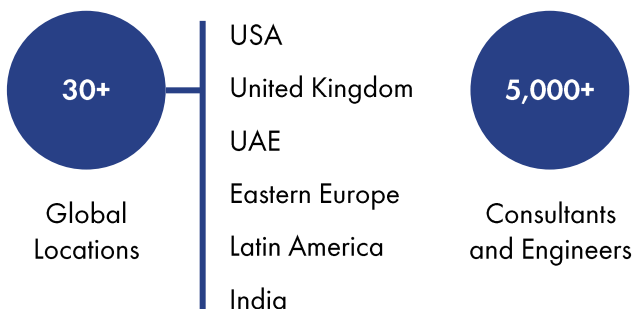 30+
Global
Locations
USA
United Kingdom
UAE
Eastern Europe
Latin America
India
5,000+
Consultants
and Engineers